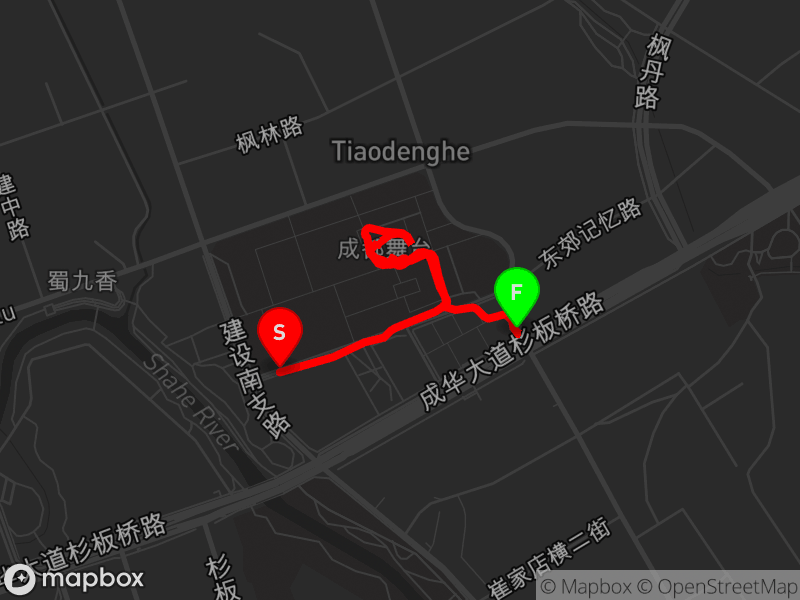 枫丹路
枫林路
Tiaodenghe
建中路
东郊记忆路
成都舞台
蜀九香
F
S
建设南支路
成华大道杉板桥路
Shahe River
大道杉板桥路
崔家店横二街
杉板
mapbox
© Mapbox © OpenStreetMap